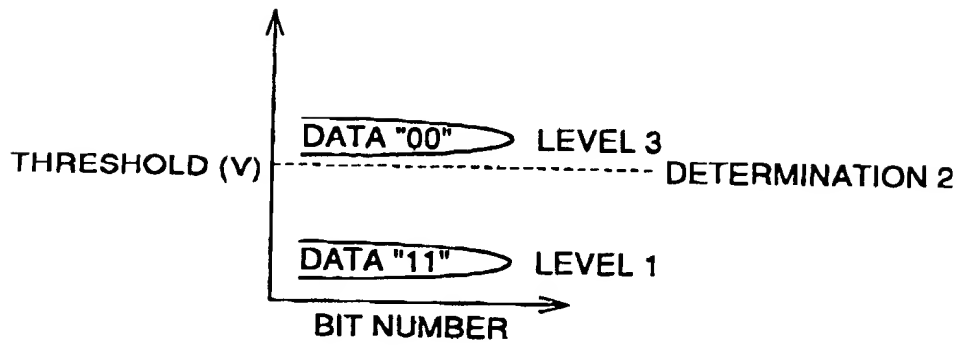 DATA "00" LEVEL 3
THRESHOLD (V) DETERMINATION 2
DATA "11" LEVEL 1
BIT NUMBER